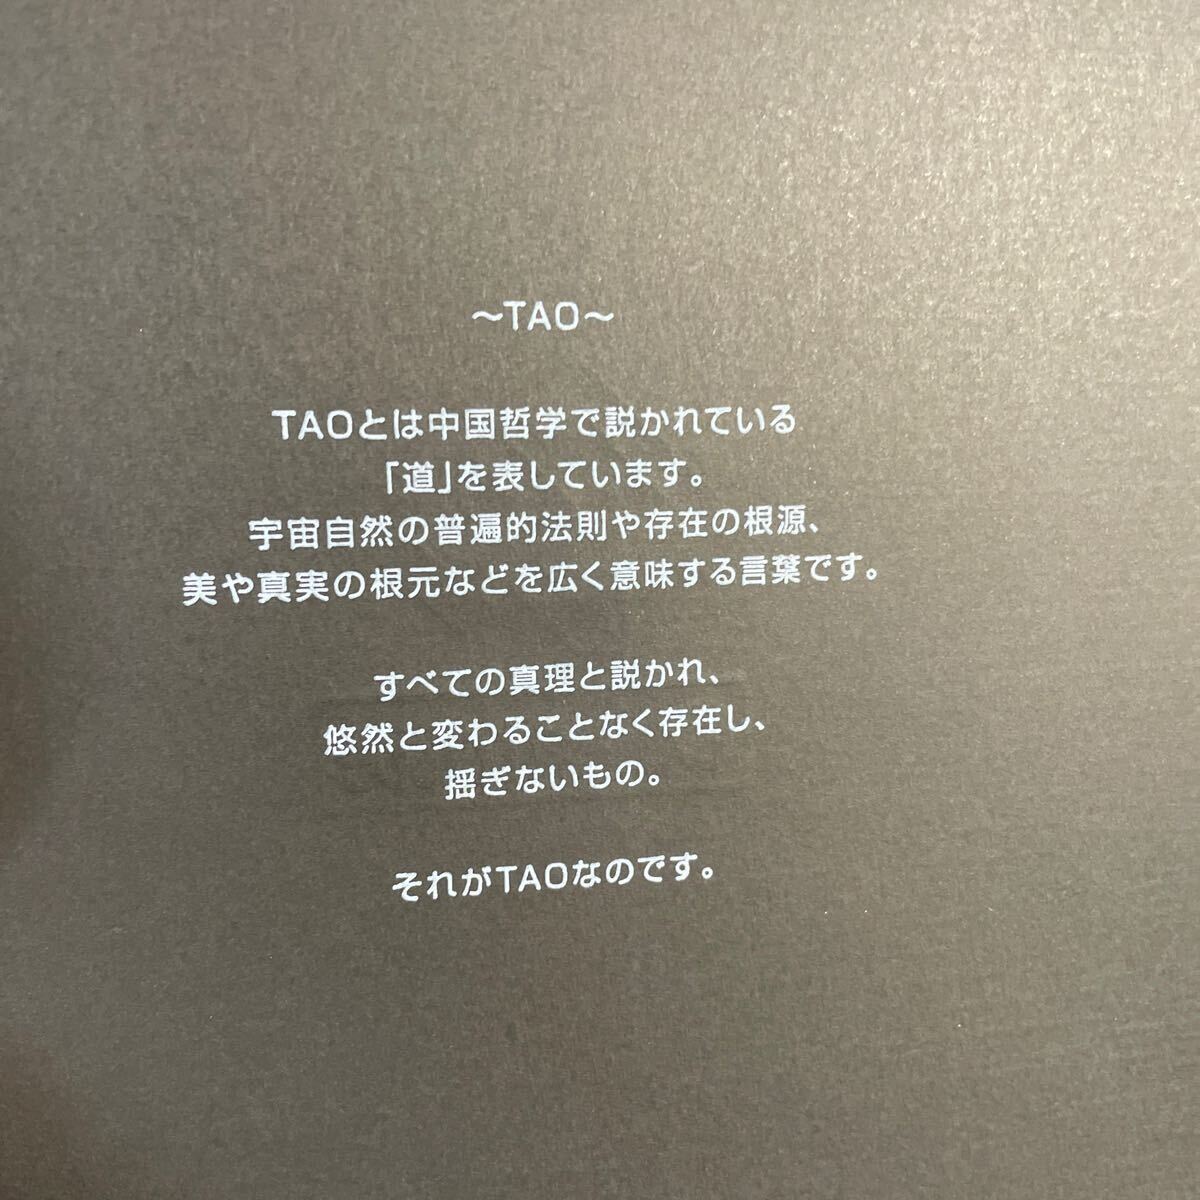 ～TAO～
TAOとは中国哲学で説かれている
「道」を表しています。
宇宙自然の普遍的法則や存在の根源、
美や真実の根元などを広く意味する言葉です。
すべての真理と説かれ、
悠然と変わることなく存在し、
揺ぎないもの。
それがTAOなのです。